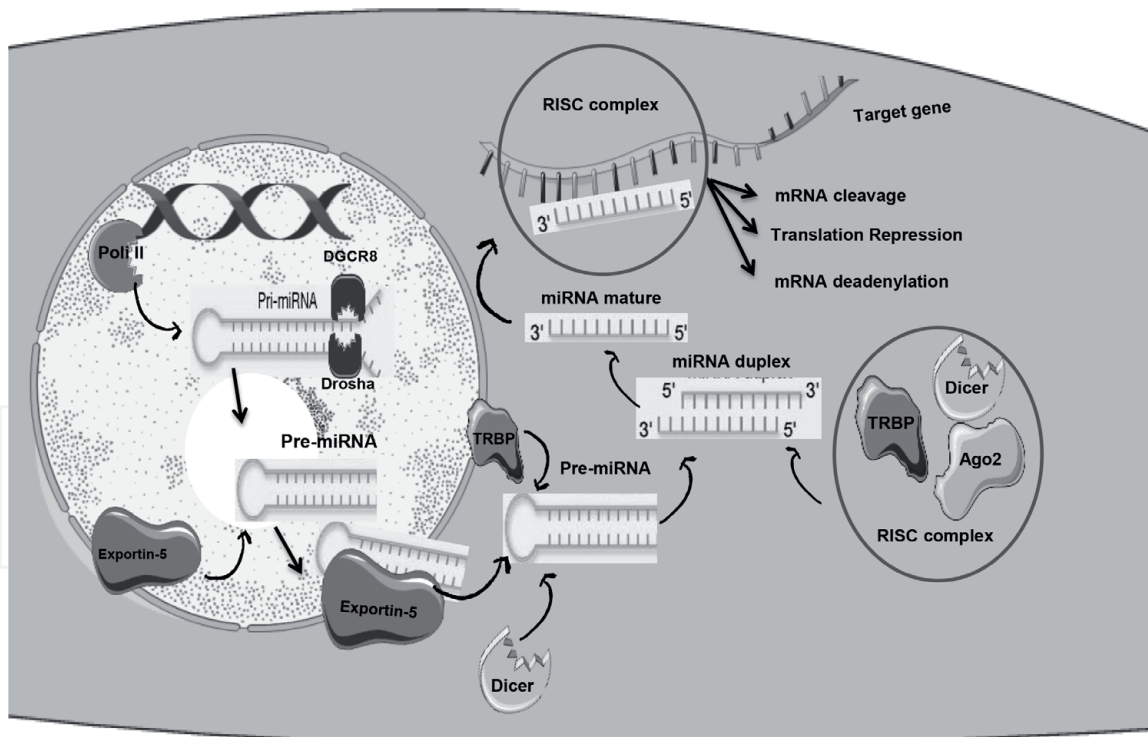 RISC complex
Target gene
mRNA cleavage
Translation Repression
mRNA deadenylation
3'
5'
Poli II
DGCR8
Pri-miRNA
Drosha
miRNA mature
3'
5'
miRNA duplex
5'
3'
3'
5'
Pre-miRNA
TRBP
Pre-miRNA
Exportin-5
Exportin-5
Dicer
Dicer
TRBP
Ago2
RISC complex